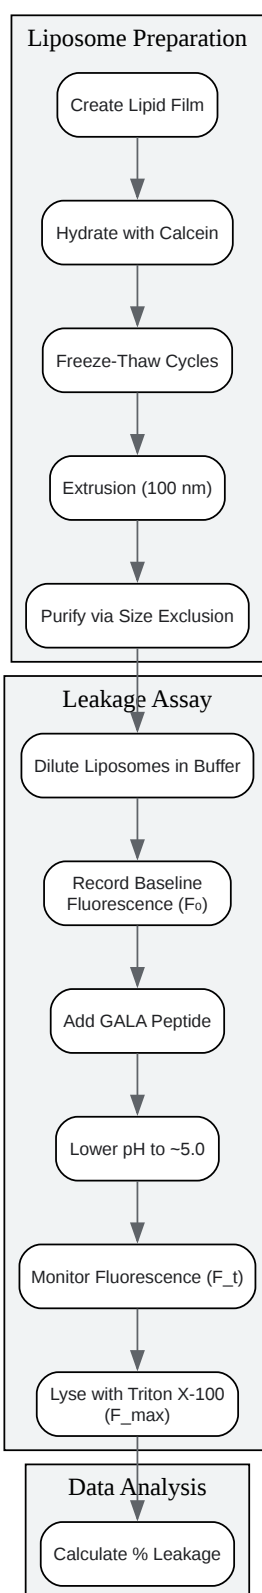 Liposome Preparation
Create Lipid Film
Hydrate with Calcein
Freeze-Thaw Cycles
Extrusion (100 nm)
Purify via Size Exclusion
Leakage Assay
Dilute Liposomes in Buffer
Record Baseline
Fluorescence (F₀)
Add GALA Peptide
Lower pH to ~5.0
Monitor Fluorescence (F_t)
Lyse with Triton X-100
(F_max)
Data Analysis
Calculate % Leakage